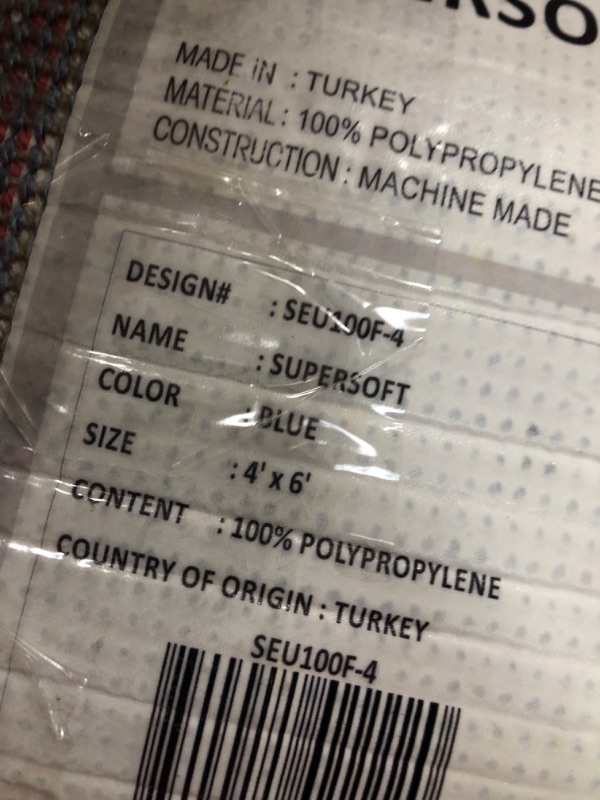 MADE IN : TURKEY
MATERIAL : 100% POLYPROPYLENE
CONSTRUCTION : MACHINE MADE
DESIGN# : SEU100F-4
NAME : SUPERSOFT
COLOR : BLUE
SIZE : 4' x 6'
CONTENT : 100% POLYPROPYLENE
COUNTRY OF ORIGIN : TURKEY
SEU100F-4